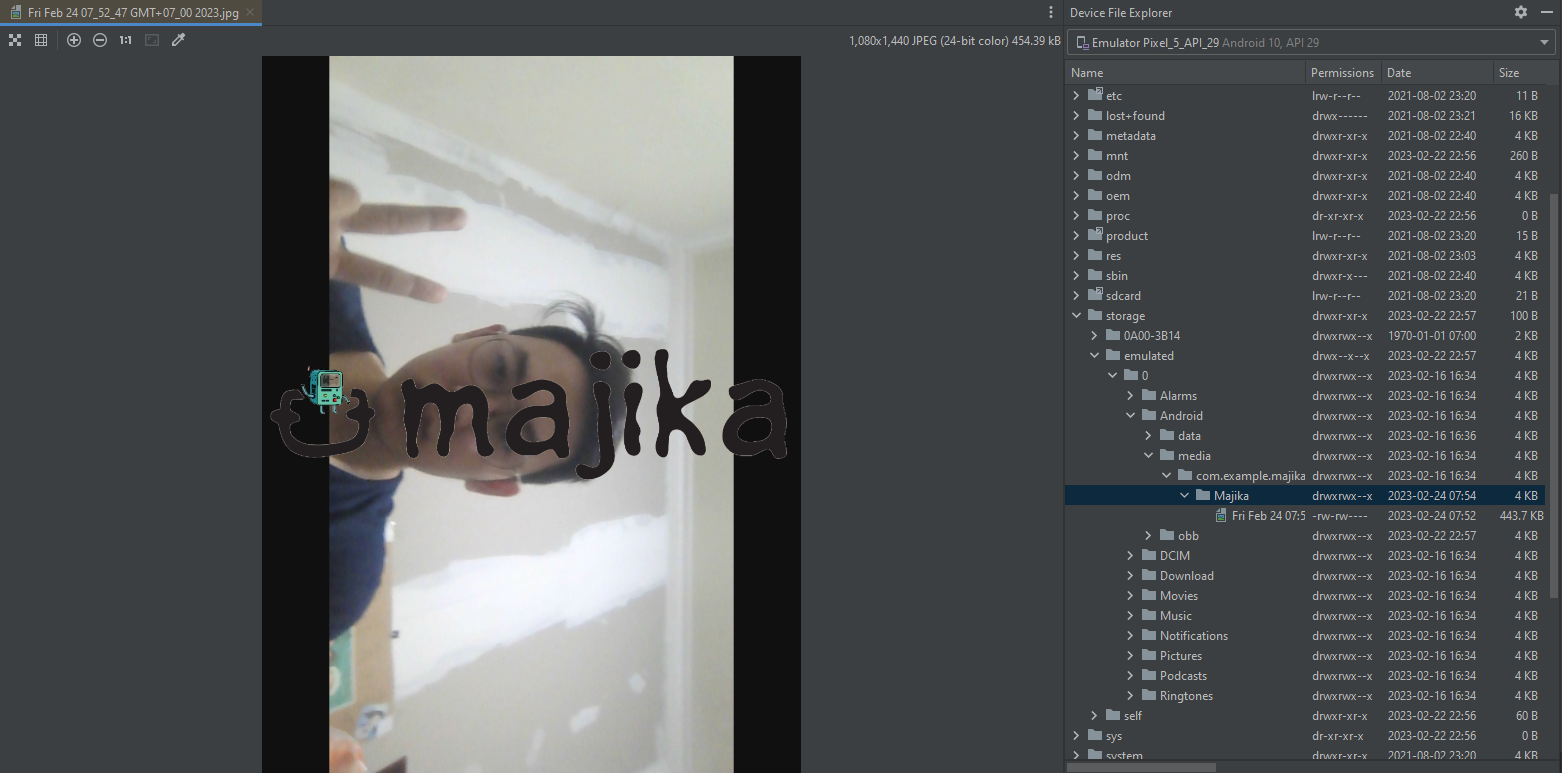 Fri Feb 24 07_52_47 GMT+07_00 2023.jpg
Device File Explorer
1:1
1,080x1,440 JPEG (24-bit color) 454.39 kB
Emulator Pixel_5_API_29 Android 10, API 29
Name Permissions Date Size
etc lrw-r--r-- 2021-08-02 23:20 11 B
lost+found drwx------ 2021-08-02 23:21 16 KB
metadata drwxr-xr-x 2021-08-02 22:40 4 KB
mnt drwxr-xr-x 2023-02-22 22:56 260 B
odm drwxr-xr-x 2021-08-02 22:40 4 KB
oem drwxr-xr-x 2021-08-02 22:40 4 KB
proc dr-xr-xr-x 2023-02-22 22:56 0 B
product lrw-r--r-- 2021-08-02 23:20 15 B
res drwxr-xr-x 2021-08-02 23:03 4 KB
sbin drwxr-x--- 2021-08-02 22:40 4 KB
sdcard lrw-r--r-- 2021-08-02 23:20 21 B
storage drwxr-xr-x 2023-02-22 22:57 100 B
0A00-3B14 drwxrwx--x 1970-01-01 07:00 2 KB
emulated drwx--x--x 2023-02-22 22:57 4 KB
0 drwxrwx--x 2023-02-16 16:34 4 KB
Alarms drwxrwx--x 2023-02-16 16:34 4 KB
Android drwxrwx--x 2023-02-16 16:34 4 KB
data drwxrwx--x 2023-02-16 16:36 4 KB
media drwxrwx--x 2023-02-16 16:34 4 KB
com.example.majika drwxrwx--x 2023-02-16 16:34 4 KB
Majika drwxrwx--x 2023-02-24 07:54 4 KB
Fri Feb 24 07:5 -rw-rw---- 2023-02-24 07:52 443.7 KB
obb drwxrwx--x 2023-02-22 22:57 4 KB
DCIM drwxrwx--x 2023-02-16 16:34 4 KB
Download drwxrwx--x 2023-02-16 16:34 4 KB
Movies drwxrwx--x 2023-02-16 16:34 4 KB
Music drwxrwx--x 2023-02-16 16:34 4 KB
Notifications drwxrwx--x 2023-02-16 16:34 4 KB
Pictures drwxrwx--x 2023-02-16 16:34 4 KB
Podcasts drwxrwx--x 2023-02-16 16:34 4 KB
Ringtones drwxrwx--x 2023-02-16 16:34 4 KB
self drwxr-xr-x 2023-02-22 22:56 60 B
sys dr-xr-xr-x 2023-02-22 22:56 0 B
system drwxr-xr-x 2021-08-02 23:20 4 KB
majika